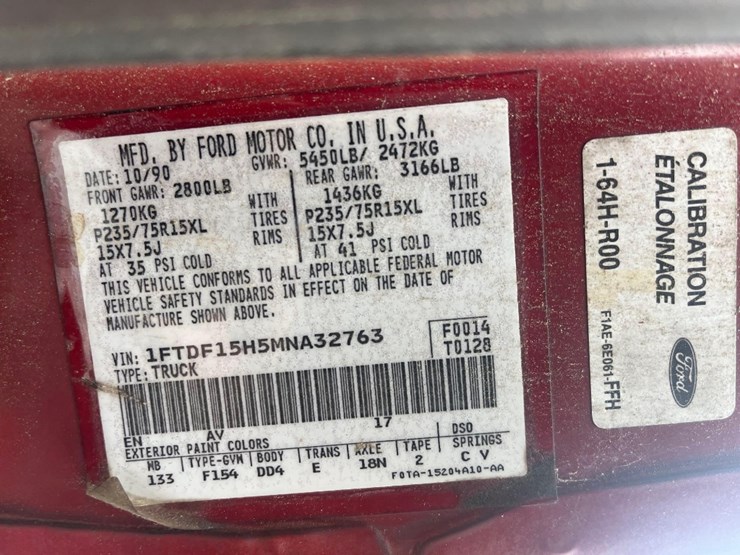 MFD. BY FORD MOTOR CO. IN U.S.A.
DATE: 10/90 GVWR: 5450LB/ 2472KG
FRONT GAWR: 2800LB REAR GAWR: 3166LB
1270KG WITH 1436KG WITH
P235/75R15XL TIRES P235/75R15XL TIRES
15X7.5J RIMS 15X7.5J RIMS
AT 35 PSI COLD AT 41 PSI COLD
THIS VEHICLE CONFORMS TO ALL APPLICABLE FEDERAL MOTOR
VEHICLE SAFETY STANDARDS IN EFFECT ON THE DATE OF
MANUFACTURE SHOWN ABOVE.
VIN: 1FTDF15H5MNA32763 F0014
TYPE: TRUCK T0128
EN AV 17
EXTERIOR PAINT COLORS DSO
WB TYPE-GVW BODY TRANS AXLE TAPE SPRINGS
133 F154 DD4 E 18N 2 C V
F0TA-15204A10-AA
CALIBRATION
ÉTALONNAGE
1-64H-R00
F1AE-6E061-FFH
Ford